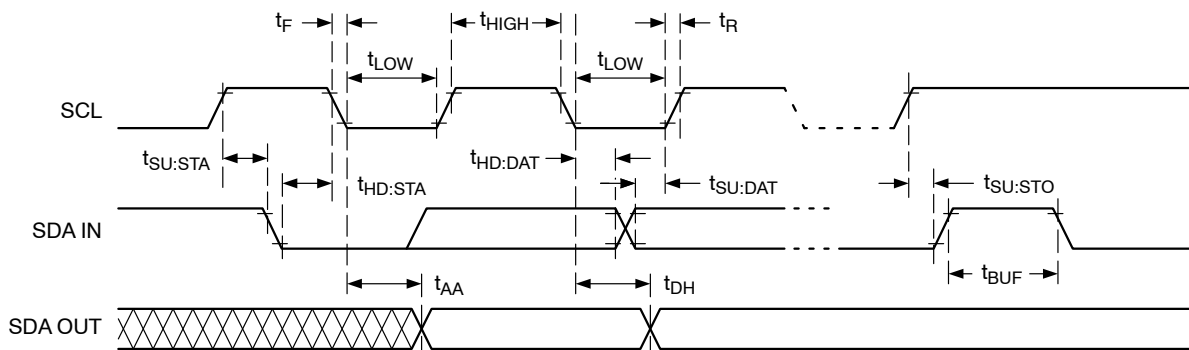 tF tHIGH tR
tLOW tLOW
SCL
tSU:STA tHD:STA tHD:DAT tSU:DAT tSU:STO
SDA IN
tAA tDH tBUF
SDA OUT